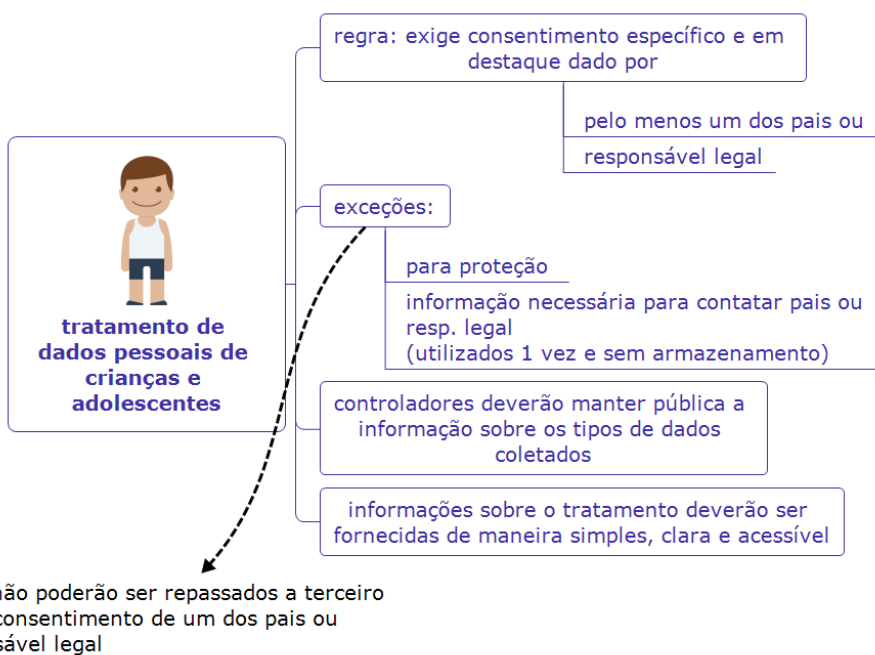 regra: exige consentimento específico e em
destaque dado por
pelo menos um dos pais ou
responsável legal
tratamento de
dados pessoais de
crianças e
adolescentes
exceções:
para proteção
informação necessária para contatar pais ou
resp. legal
(utilizados 1 vez e sem armazenamento)
controladores deverão manter pública a
informação sobre os tipos de dados
coletados
informações sobre o tratamento deverão ser
fornecidas de maneira simples, clara e acessível
não poderão ser repassados a terceiro
consentimento de um dos pais ou
sável legal